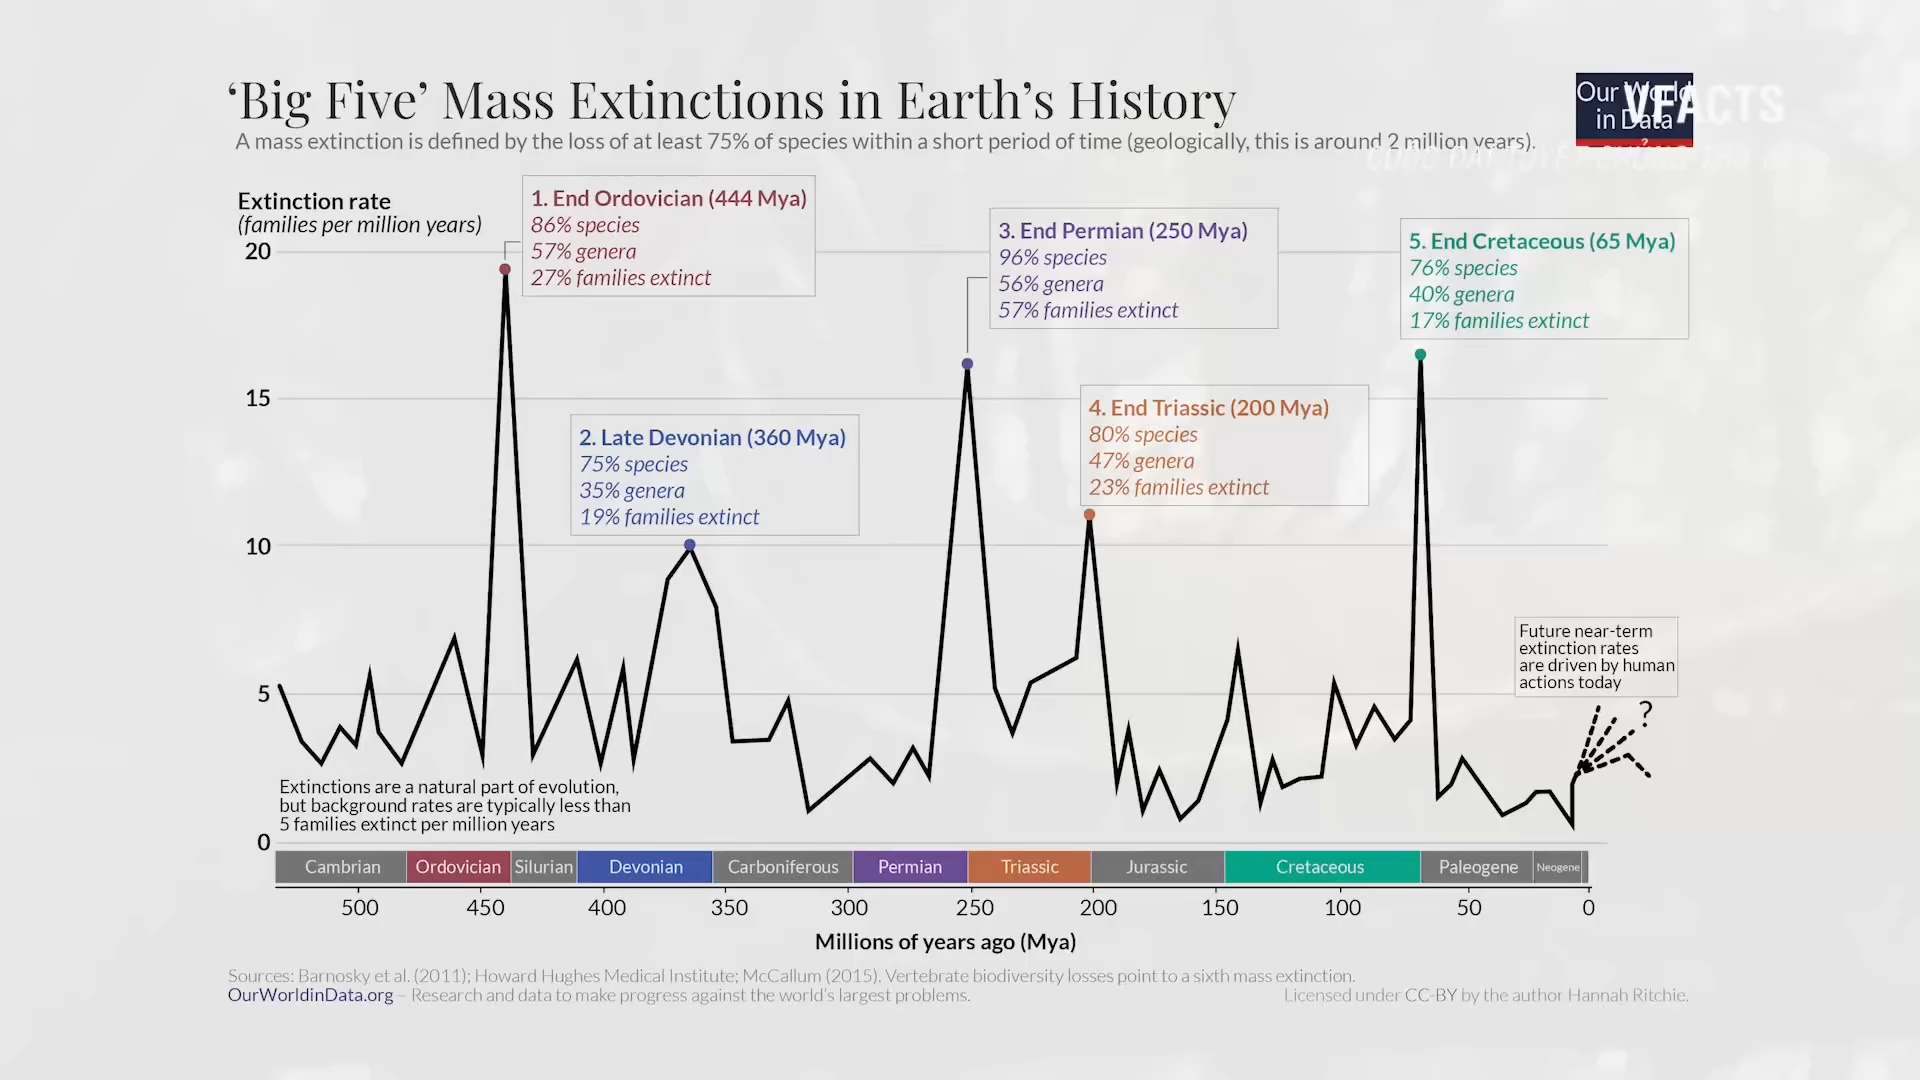 ‘Big Five’ Mass Extinctions in Earth’s History
A mass extinction is defined by the loss of at least 75% of species within a short period of time (geologically, this is around 2 million years).
Our World
in Data
VFACTS
Extinction rate
(families per million years)
20
15
10
5
0
1. End Ordovician (444 Mya)
86% species
57% genera
27% families extinct
2. Late Devonian (360 Mya)
75% species
35% genera
19% families extinct
3. End Permian (250 Mya)
96% species
56% genera
57% families extinct
4. End Triassic (200 Mya)
80% species
47% genera
23% families extinct
5. End Cretaceous (65 Mya)
76% species
40% genera
17% families extinct
Future near-term
extinction rates
are driven by human
actions today
?
Extinctions are a natural part of evolution,
but background rates are typically less than
5 families extinct per million years
Cambrian Ordovician Silurian Devonian Carboniferous Permian Triassic Jurassic Cretaceous Paleogene Neogene
500 450 400 350 300 250 200 150 100 50 0
Millions of years ago (Mya)
Sources: Barnosky et al. (2011); Howard Hughes Medical Institute; McCallum (2015). Vertebrate biodiversity losses point to a sixth mass extinction.
OurWorldinData.org – Research and data to make progress against the world’s largest problems.
Licensed under CC-BY by the author Hannah Ritchie.